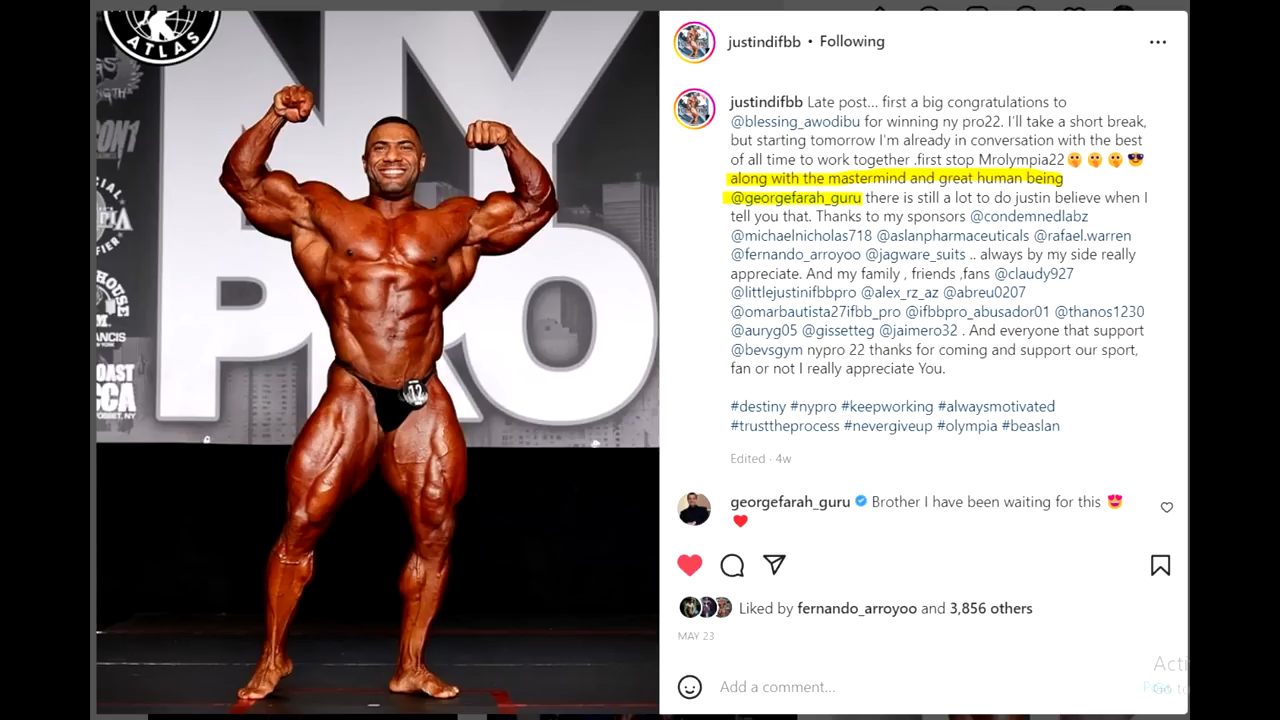 ATLAS
NY
PRO
12
justindifbb • Following
justindifbb Late post... first a big congratulations to
@blessing_awodibu for winning ny pro22. I'll take a short break,
but starting tomorrow I'm already in conversation with the best
of all time to work together .first stop Mrolympia22🤫🤫🤫😎
along with the mastermind and great human being
@georgefarah_guru there is still a lot to do justin believe when I
tell you that. Thanks to my sponsors @condemnedlabz
@michaelnicholas718 @aslanpharmaceuticals @rafael.warren
@fernando_arroyoo @jagware_suits .. always by my side really
appreciate. And my family , friends ,fans @claudy927
@littlejustinifbbpro @alex_rz_az @abreu0207
@omarbautista27ifbb_pro @ifbbpro_abusador01 @thanos1230
@auryg05 @gissetteg @jaimero32 . And everyone that support
@bevsgym nypro 22 thanks for coming and support our sport,
fan or not I really appreciate You.
#destiny #nypro #keepworking #alwaysmotivated
#trusttheprocess #nevergiveup #olympia #beaslan
Edited · 4w
georgefarah_guru Brother I have been waiting for this 😍
❤️
Liked by fernando_arroyoo and 3,856 others
MAY 23
Add a comment...